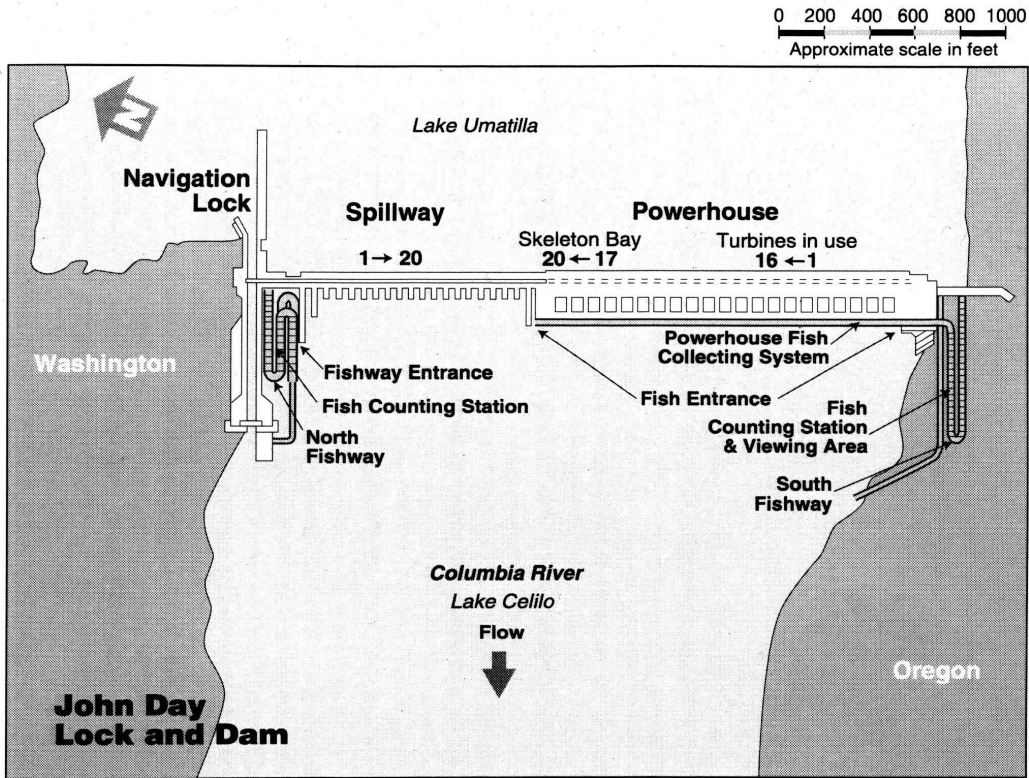 0 200 400 600 800 1000
Approximate scale in feet
N
Lake Umatilla
Navigation
Lock
Spillway
1→ 20
Powerhouse
Skeleton Bay
20 ← 17
Turbines in use
16 ←1
Washington
Fishway Entrance
Fish Counting Station
North
Fishway
Powerhouse Fish
Collecting System
Fish Entrance
Fish
Counting Station
& Viewing Area
South
Fishway
Columbia River
Lake Celilo
Flow
Oregon
John Day
Lock and Dam